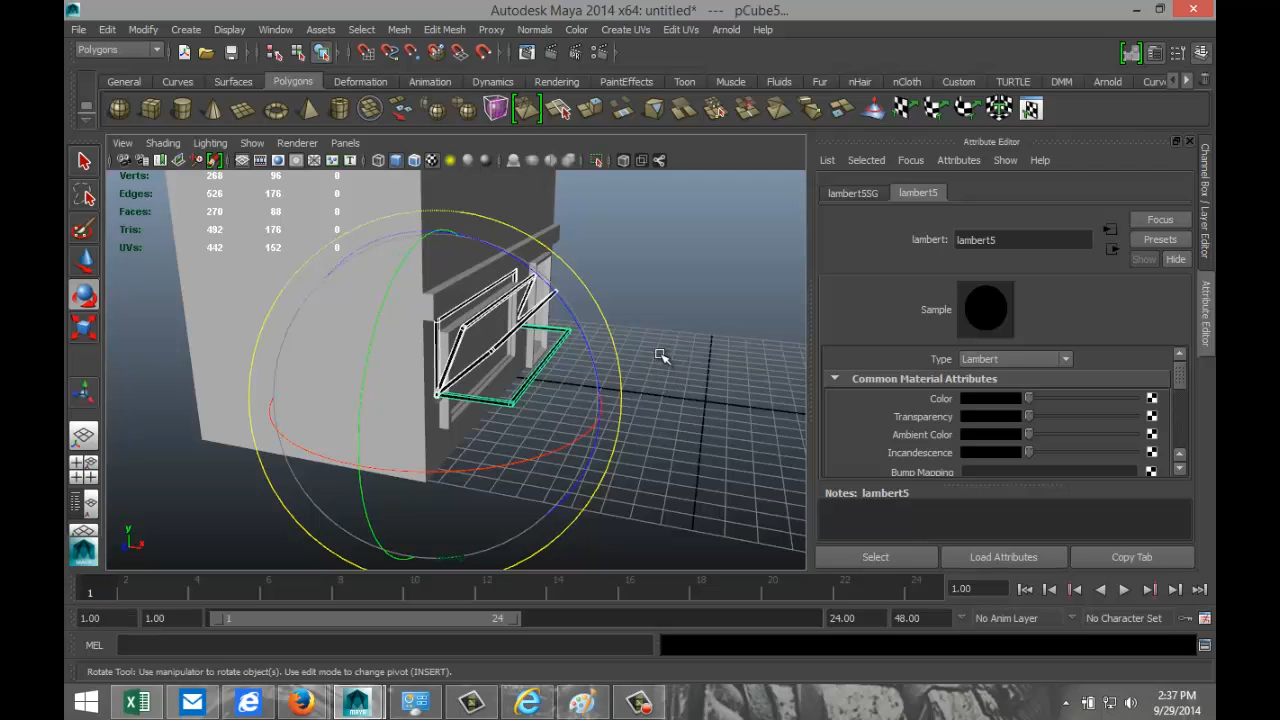 Autodesk Maya 2014 x64: untitled* --- pCube5...
File Edit Modify Create Display Window Assets Select Mesh Edit Mesh Proxy Normals Color Create UVs Edit UVs Arnold Help
Polygons
General Curves Surfaces Polygons Deformation Animation Dynamics Rendering PaintEffects Toon Muscle Fluids Fur nHair nCloth Custom TURTLE DMM Arnold Curv
View Shading Lighting Show Renderer Panels
Verts: 268 96 0
Edges: 526 176 0
Faces: 270 88 0
Tris: 492 176 0
UVs: 442 152 0
y
x
Attribute Editor
List Selected Focus Attributes Show Help
lambert5SG lambert5
Focus
lambert: lambert5
Presets
Show Hide
Sample
Type Lambert
Common Material Attributes
Color
Transparency
Ambient Color
Incandescence
Bump Mapping
Notes: lambert5
Select Load Attributes Copy Tab
Channel Box / Layer Editor
Attribute Editor
2 4 6 8 10 12 14 16 18 20 22 24
1
1.00
1.00 1.00 1 24 24.00 48.00 No Anim Layer No Character Set
MEL
Rotate Tool: Use manipulator to rotate object(s). Use edit mode to change pivot (INSERT).
2:37 PM
9/29/2014